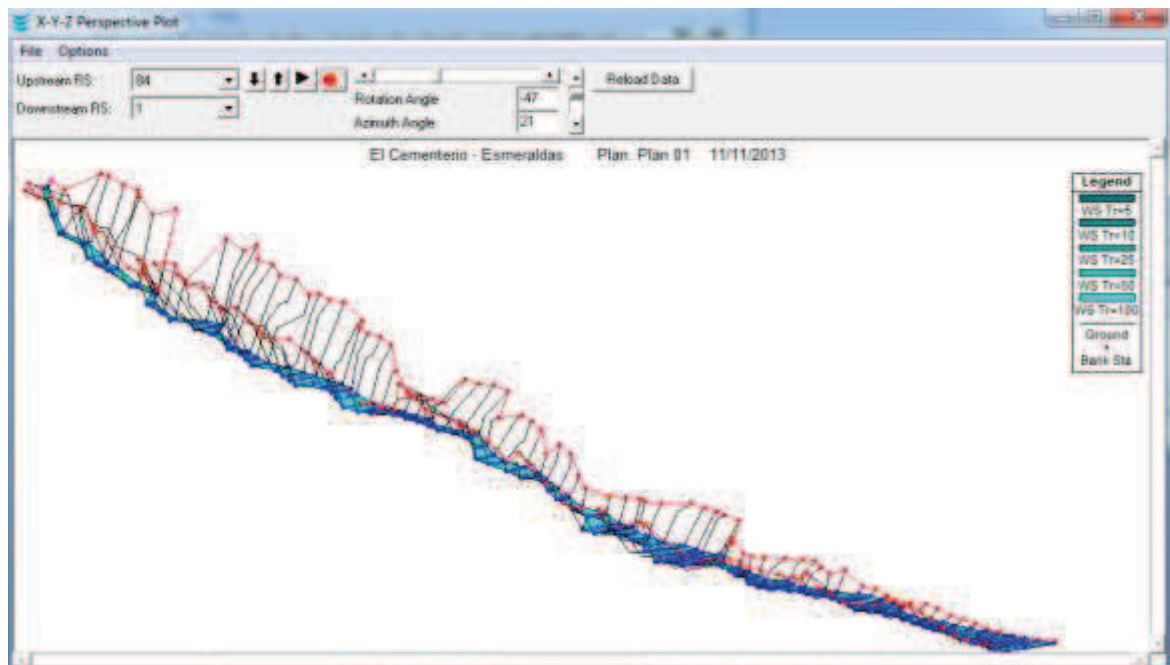 X-Y-Z Perspective Plot
File Options
Upstream RS: 84
Downstream RS: 1
Rotation Angle -47
Azimuth Angle 21
Reload Data
El Cementerio - Esmeraldas Plan: Plan 01 11/11/2013
Legend
WS Tr=5
WS Tr=10
WS Tr=25
WS Tr=50
WS Tr=100
Ground
Bank Sta